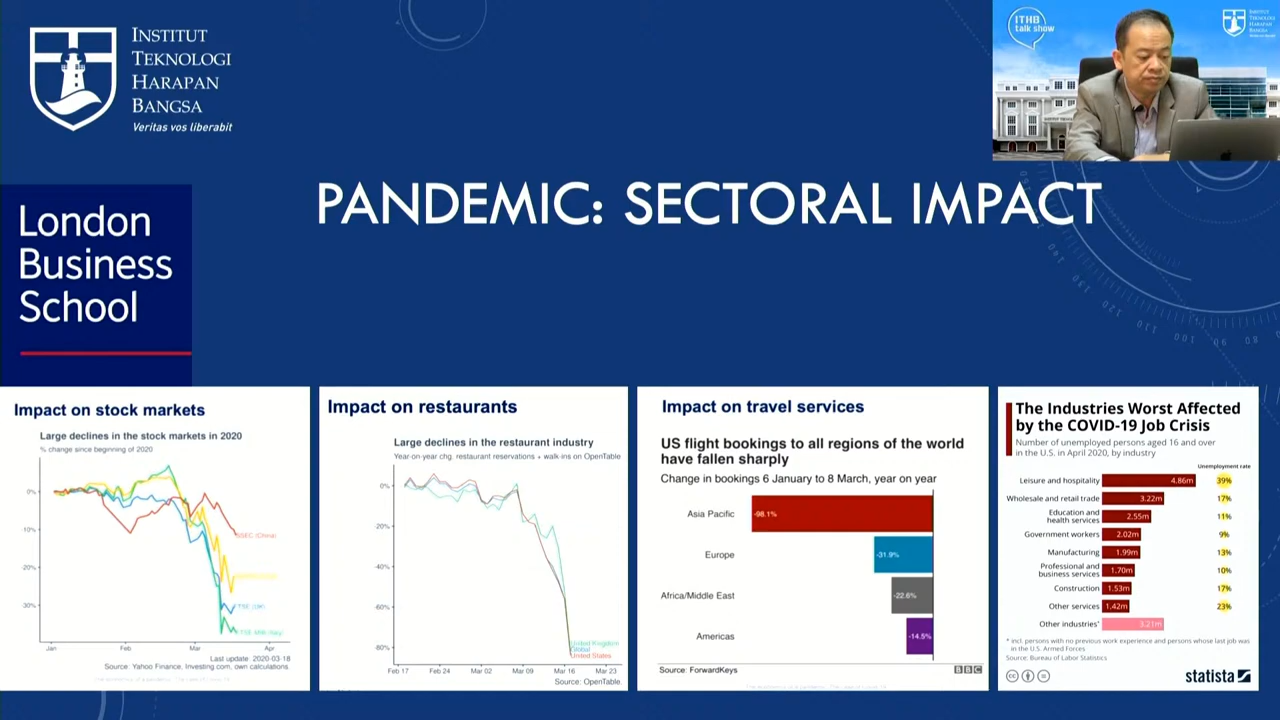 INSTITUT
TEKNOLOGI
HARAPAN
BANGSA
Veritas vos liberabit
ITHB
talk show
INSTITUT
TEKNOLOGI
HARAPAN
BANGSA
PANDEMIC: SECTORAL IMPACT
London
Business
School
Impact on stock markets
Large declines in the stock markets in 2020
% change since beginning of 2020
0%
-10%
-20%
-30%
SSEC (China)
Jan
Feb
Mar
Apr
Last update: 2020-03-18
Source: Yahoo Finance, Investing.com, own calculations.
Impact on restaurants
Large declines in the restaurant industry
Year-on-year chg. restaurant reservations + walk-ins on OpenTable
0%
-20%
-40%
-60%
-80%
United Kingdom
Global
United States
Feb 17
Feb 24
Mar 02
Mar 09
Mar 16
Mar 23
Source: OpenTable.
Impact on travel services
US flight bookings to all regions of the world
have fallen sharply
Change in bookings 6 January to 8 March, year on year
Asia Pacific -98.1%
Europe -31.9%
Africa/Middle East -22.6%
Americas -14.5%
Source: ForwardKeys
BBC
The Industries Worst Affected
by the COVID-19 Job Crisis
Number of unemployed persons aged 16 and over
in the U.S. in April 2020, by industry
Unemployment rate
Leisure and hospitality 4.86m 39%
Wholesale and retail trade 3.22m 17%
Education and
health services 2.55m 11%
Government workers 2.02m 9%
Manufacturing 1.99m 13%
Professional and
business services 1.70m 10%
Construction 1.53m 17%
Other services 1.42m 23%
Other industries* 3.21m
* Incl. persons with no previous work experience and persons whose last job was
in the U.S. Armed Forces
Source: Bureau of Labor Statistics
statista
160
140
130
120
110
100
90
80